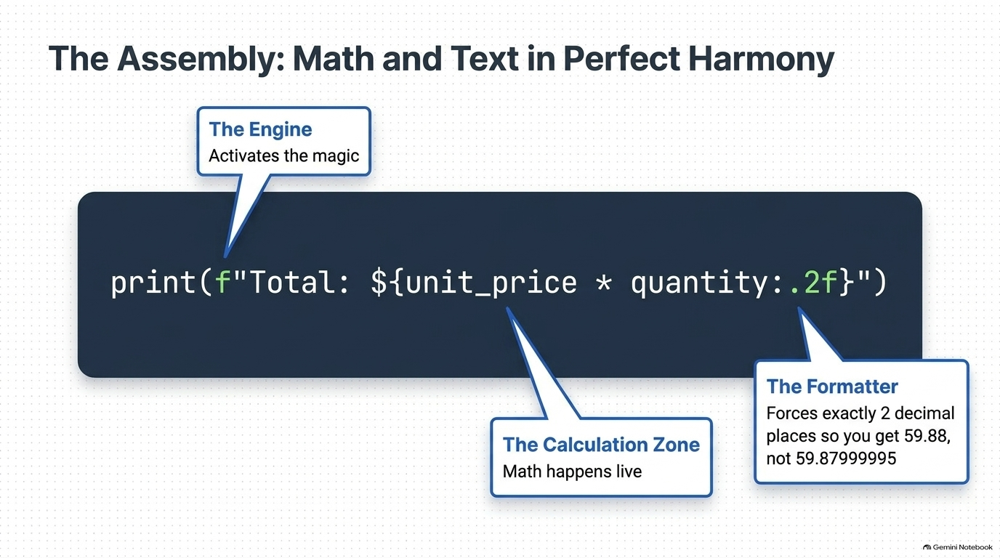 The Assembly: Math and Text in Perfect Harmony
The Engine
Activates the magic
print(f"Total: ${unit_price * quantity:.2f}")
The Calculation Zone
Math happens live
The Formatter
Forces exactly 2 decimal
places so you get 59.88,
not 59.87999995
Gemini Notebook